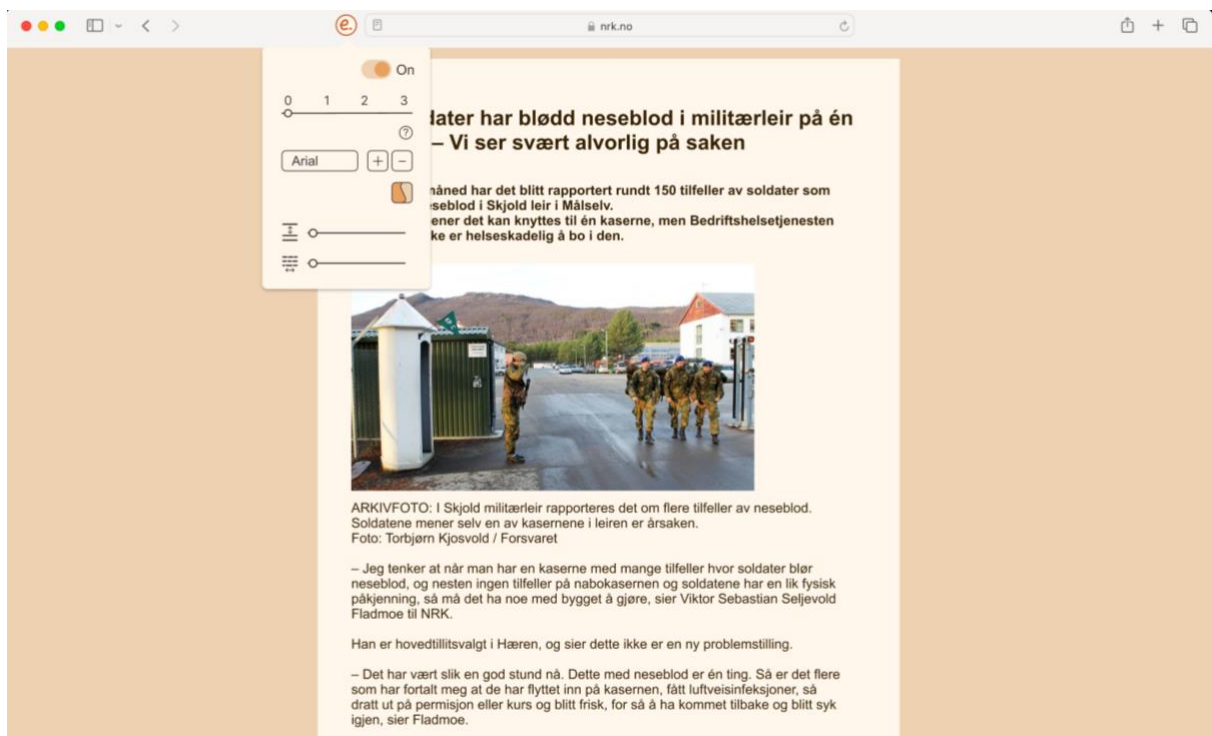 e.
nrk.no
On
0 1 2 3
?
Arial + −
dater har blødd neseblod i militærleir på én
– Vi ser svært alvorlig på saken
måned har det blitt rapportert rundt 150 tilfeller av soldater som
seblod i Skjold leir i Målselv.
ener det kan knyttes til én kaserne, men Bedriftshelsetjenesten
ke er helseskadelig å bo i den.
ARKIVFOTO: I Skjold militærleir rapporteres det om flere tilfeller av neseblod.
Soldatene mener selv en av kasernene i leiren er årsaken.
Foto: Torbjørn Kjosvold / Forsvaret
– Jeg tenker at når man har en kaserne med mange tilfeller hvor soldater blør
neseblod, og nesten ingen tilfeller på nabokasernen og soldatene har en lik fysisk
påkjenning, så må det ha noe med bygget å gjøre, sier Viktor Sebastian Seljevold
Fladmoe til NRK.
Han er hovedtillitsvalgt i Hæren, og sier dette ikke er en ny problemstilling.
– Det har vært slik en god stund nå. Dette med neseblod er én ting. Så er det flere
som har fortalt meg at de har flyttet inn på kasernen, fått luftveisinfeksjoner, så
dratt ut på permisjon eller kurs og blitt frisk, for så å ha kommet tilbake og blitt syk
igjen, sier Fladmoe.